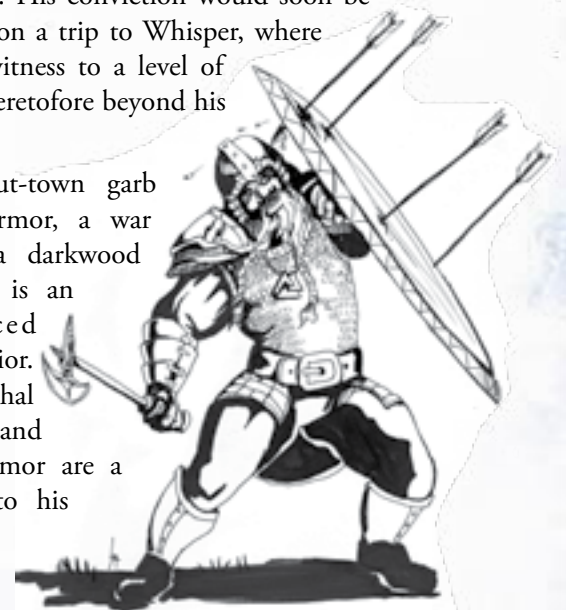 . His conviction would soon be
on a trip to Whisper, where
witness to a level of
eretofore beyond his
ut-town garb
rmor, a war
a darkwood
is an
ced
ior.
hal
and
mor are a
to his